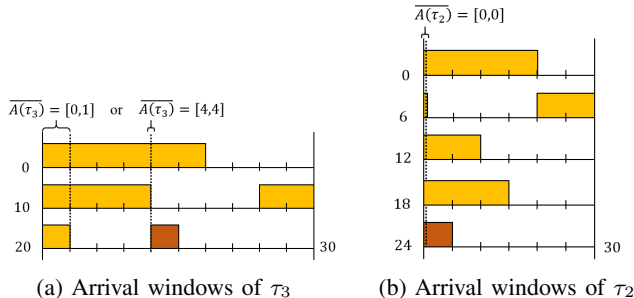 A(τ₂) = [0,0]
0
6
12
18
24
30
A(τ₃) = [0,1] or A(τ₃) = [4,4]
0
10
20
30
(a) Arrival windows of τ₃
(b) Arrival windows of τ₂